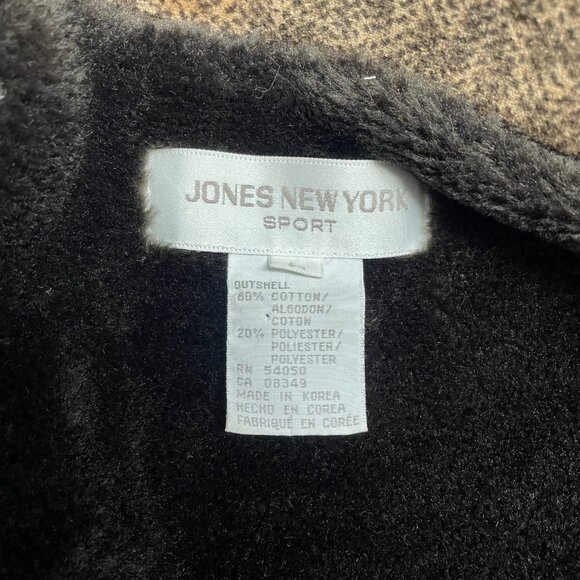 JONES NEW YORK
SPORT
OUTSHELL
80% COTTON/
ALGODON/
COTON
20% POLYESTER/
POLIESTER/
POLYESTER
RN 54050
CA 08349
MADE IN KOREA
HECHO EN COREA
FABRIQUÉ EN CORÉE